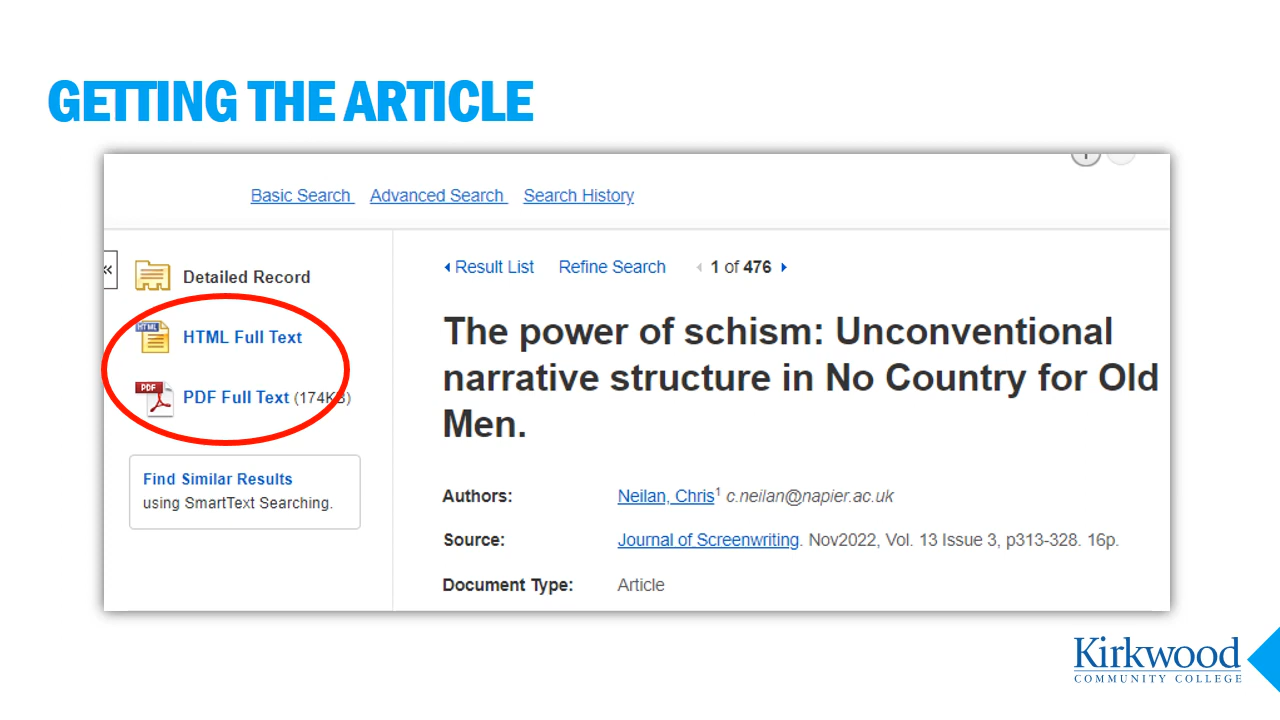 GETTING THE ARTICLE
Basic Search Advanced Search Search History
«
Detailed Record
HTML
HTML Full Text
PDF
PDF Full Text (174KB)
Find Similar Results
using SmartText Searching.
Result List Refine Search 1 of 476
The power of schism: Unconventional
narrative structure in No Country for Old
Men.
Authors: Neilan, Chris¹ c.neilan@napier.ac.uk
Source: Journal of Screenwriting. Nov2022, Vol. 13 Issue 3, p313-328. 16p.
Document Type: Article
Kirkwood
COMMUNITY COLLEGE